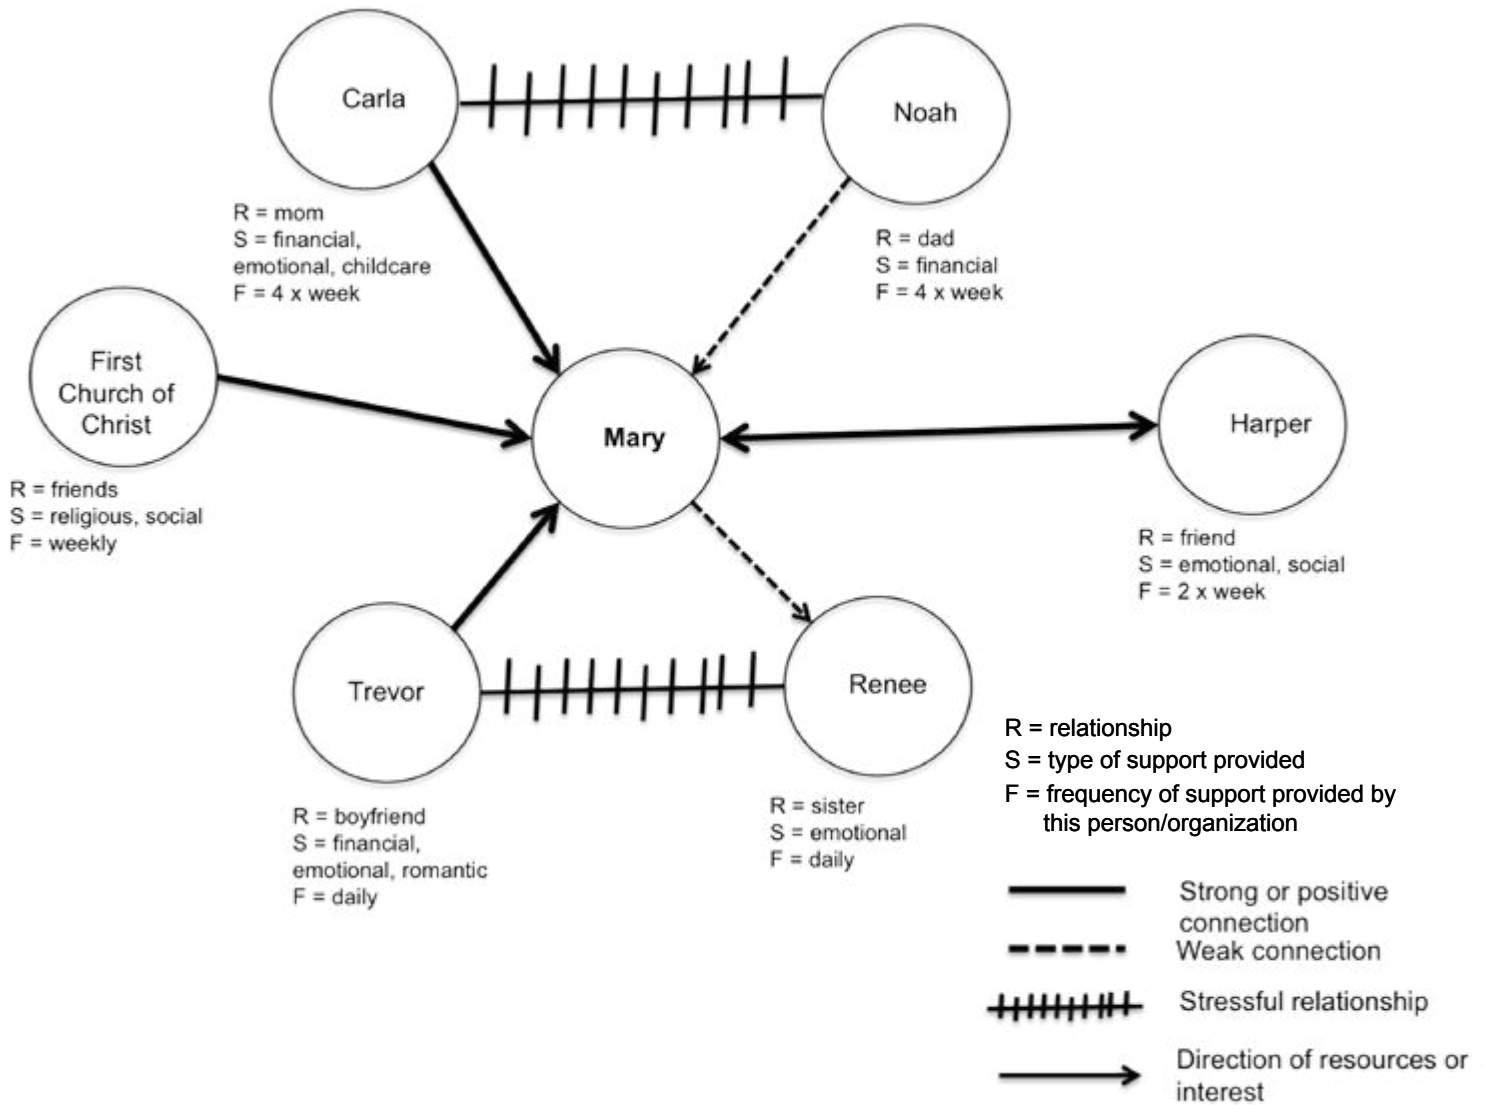 Carla
Noah
R = mom
S = financial,
emotional, childcare
F = 4 x week
R = dad
S = financial
F = 4 x week
First
Church of
Christ
Mary
Harper
R = friends
S = religious, social
F = weekly
R = friend
S = emotional, social
F = 2 x week
Trevor
Renee
R = boyfriend
S = financial,
emotional, romantic
F = daily
R = sister
S = emotional
F = daily
R = relationship
S = type of support provided
F = frequency of support provided by
this person/organization
Strong or positive
connection
Weak connection
Stressful relationship
Direction of resources or
interest